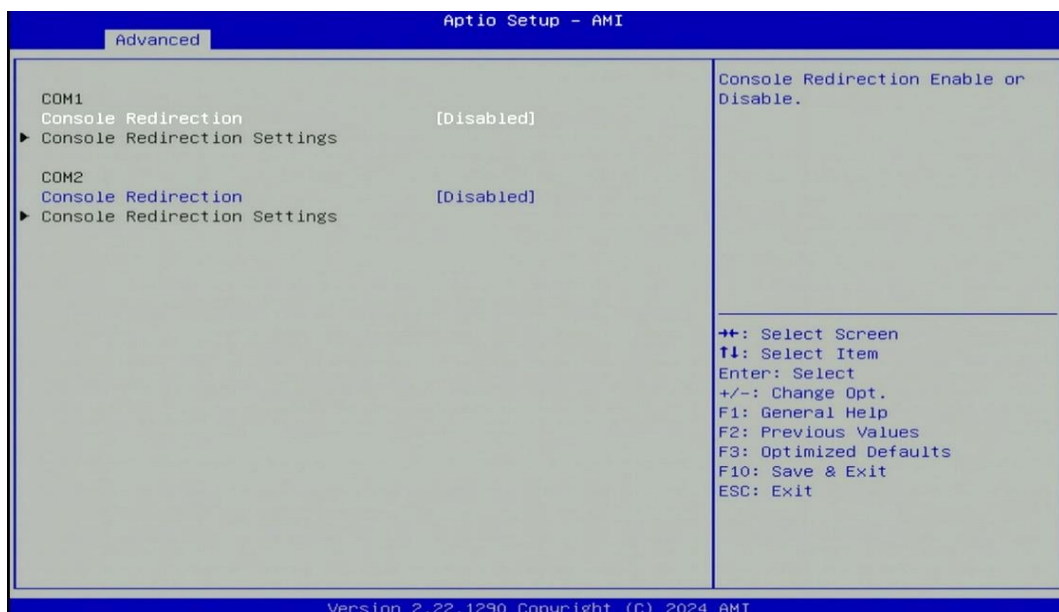 Aptio Setup - AMI
Advanced
COM1
Console Redirection [Disabled]
▶ Console Redirection Settings
COM2
Console Redirection [Disabled]
▶ Console Redirection Settings
Console Redirection Enable or
Disable.
→←: Select Screen
↑↓: Select Item
Enter: Select
+/-: Change Opt.
F1: General Help
F2: Previous Values
F3: Optimized Defaults
F10: Save & Exit
ESC: Exit
Version 2.22.1290 Copyright (C) 2024 AMI